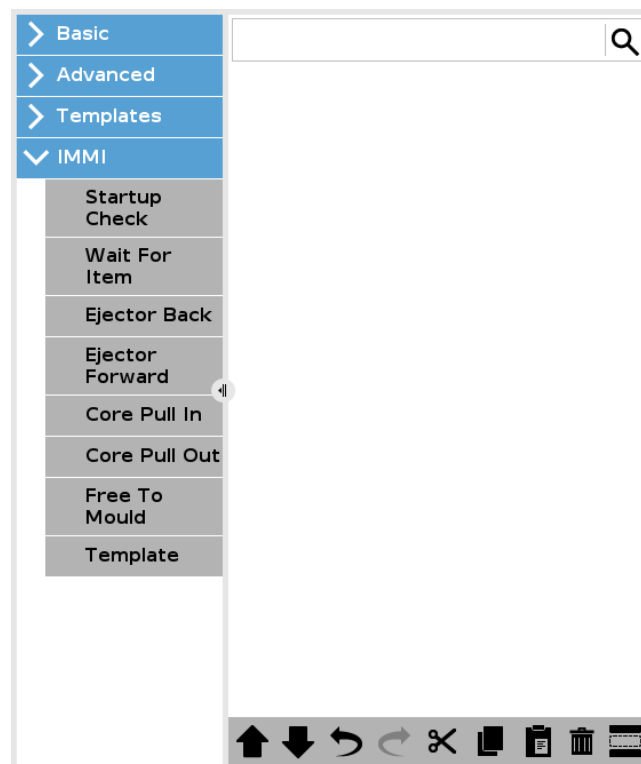 Basic
Advanced
Templates
IMMI
Startup
Check
Wait For
Item
Ejector Back
Ejector
Forward
Core Pull In
Core Pull Out
Free To
Mould
Template